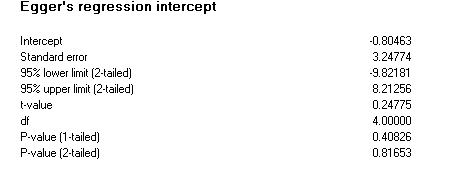 Egger's regression intercept
Intercept -0.80463
Standard error 3.24774
95% lower limit (2-tailed) -9.82181
95% upper limit (2-tailed) 8.21256
t-value 0.24775
df 4.00000
P-value (1-tailed) 0.40826
P-value (2-tailed) 0.81653